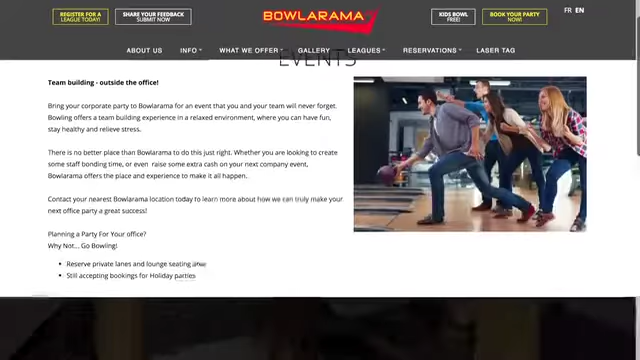 REGISTER FOR A
LEAGUE TODAY!
SHARE YOUR FEEDBACK
SUBMIT NOW
BOWLARAMA
KIDS BOWL
FREE!
BOOK YOUR PARTY
NOW!
FR EN
ABOUT US INFO WHAT WE OFFER GALLERY LEAGUES RESERVATIONS LASER TAG
EVENTS
Team building - outside the office!
Bring your corporate party to Bowlarama for an event that you and your team will never forget.
Bowling offers a team building experience in a relaxed environment, where you can have fun,
stay healthy and relieve stress.
There is no better place than Bowlarama to do this just right. Whether you are looking to create
some staff bonding time, or even raise some extra cash on your next company event,
Bowlarama offers the place and experience to make it all happen.
Contact your nearest Bowlarama location today to learn more about how we can truly make your
next office party a great success!
Planning a Party For Your office?
Why Not... Go Bowling!
• Reserve private lanes and lounge seating
• Still accepting bookings for Holiday parties